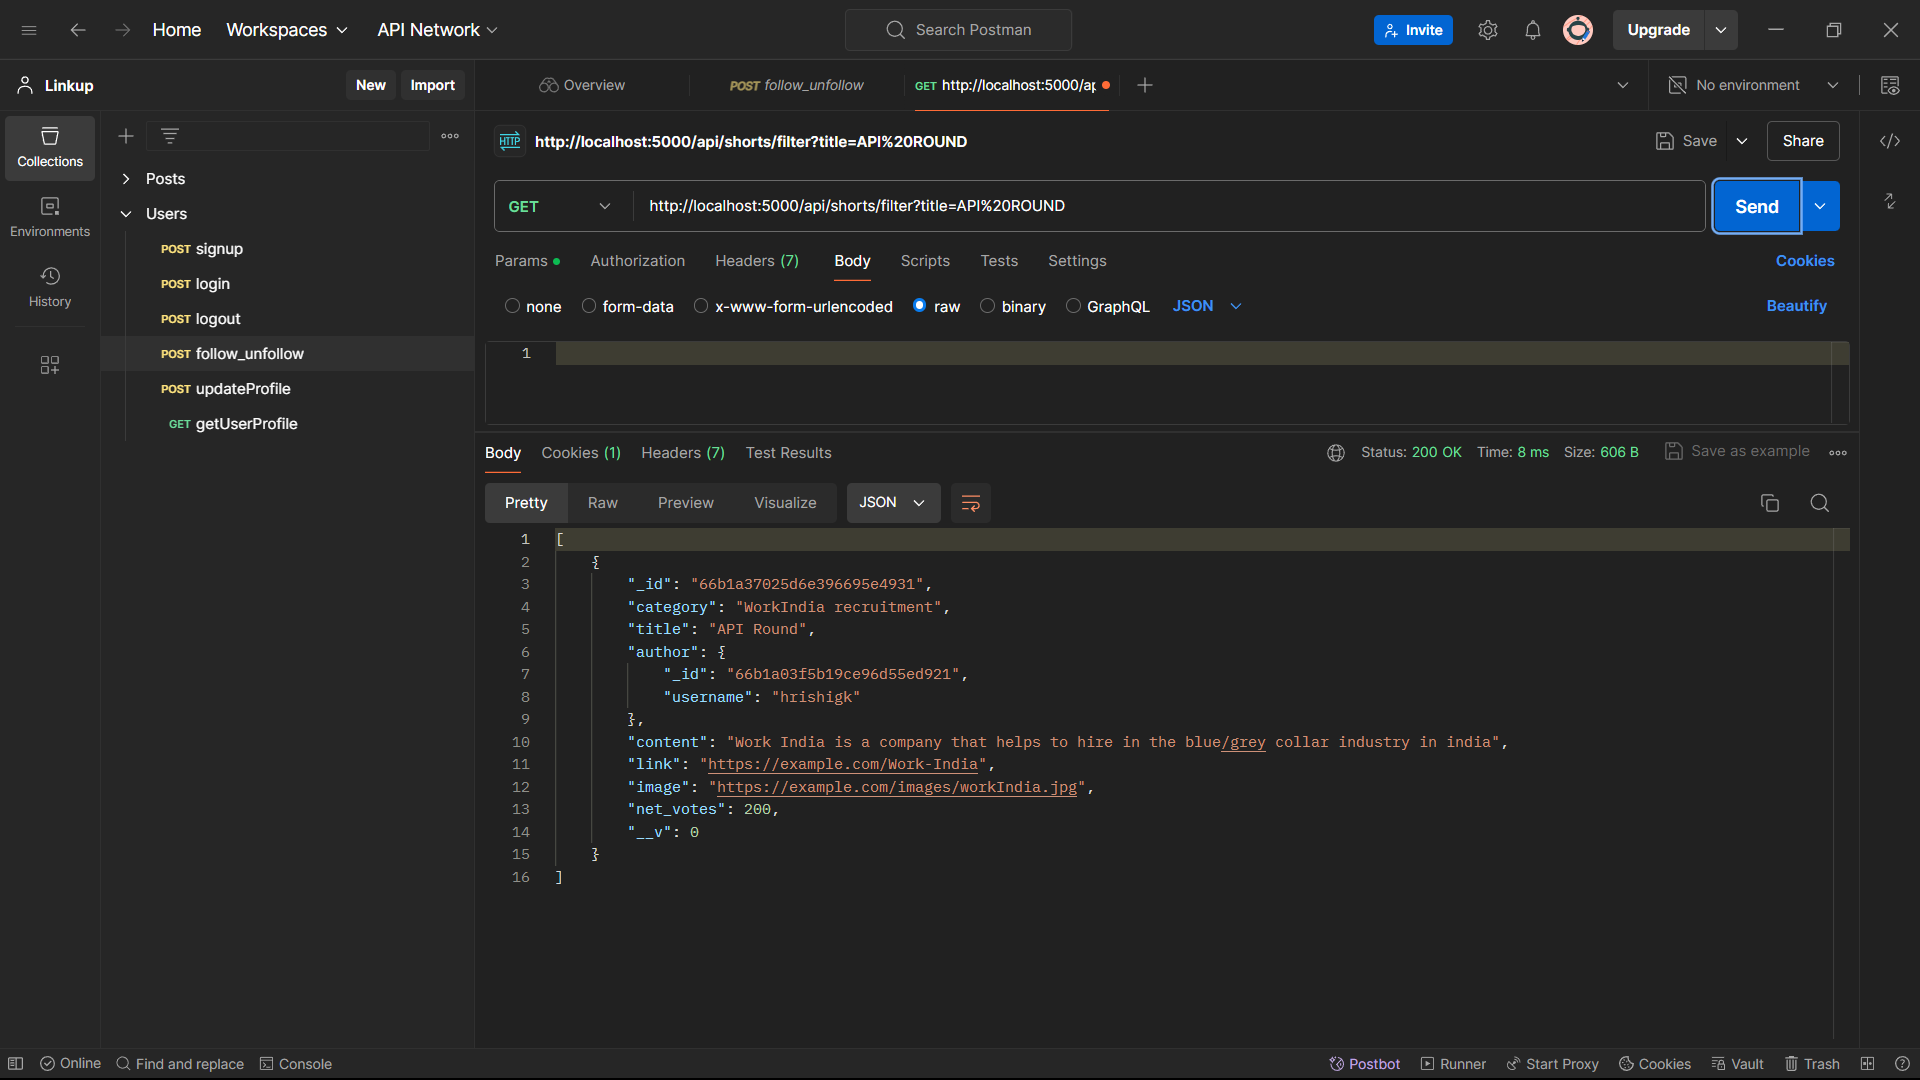 Home Workspaces API Network Search Postman Invite Upgrade
Linkup New Import Overview POST follow_unfollow GET http://localhost:5000/ap No environment
Collections
Environments
History
Posts
Users
POST signup
POST login
POST logout
POST follow_unfollow
POST updateProfile
GET getUserProfile
HTTP http://localhost:5000/api/shorts/filter?title=API%20ROUND Save Share
GET http://localhost:5000/api/shorts/filter?title=API%20ROUND Send
Params Authorization Headers (7) Body Scripts Tests Settings Cookies
none form-data x-www-form-urlencoded raw binary GraphQL JSON Beautify
1
Body Cookies (1) Headers (7) Test Results Status: 200 OK Time: 8 ms Size: 606 B Save as example
Pretty Raw Preview Visualize JSON
1 [
2 {
3 "_id": "66b1a37025d6e396695e4931",
4 "category": "WorkIndia recruitment",
5 "title": "API Round",
6 "author": {
7 "_id": "66b1a03f5b19ce96d55ed921",
8 "username": "hrishigk"
9 },
10 "content": "Work India is a company that helps to hire in the blue/grey collar industry in india",
11 "link": "https://example.com/Work-India",
12 "image": "https://example.com/images/workIndia.jpg",
13 "net_votes": 200,
14 "__v": 0
15 }
16 ]
Online Find and replace Console Postbot Runner Start Proxy Cookies Vault Trash